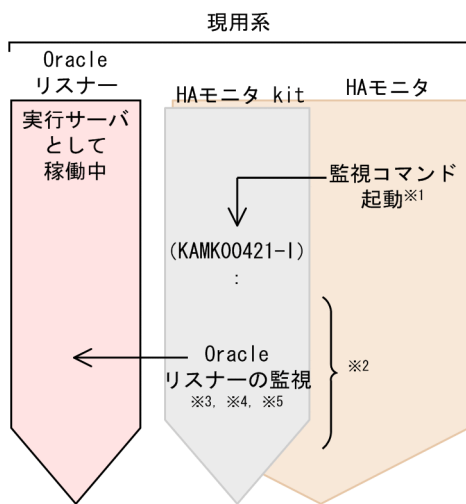 現用系
Oracle
リスナー
HAモニタ kit
HAモニタ
実行サーバ
として
稼働中
監視コマンド
起動※1
(KAMK00421-I)
:
Oracle
リスナーの監視
※3, ※4, ※5
※2